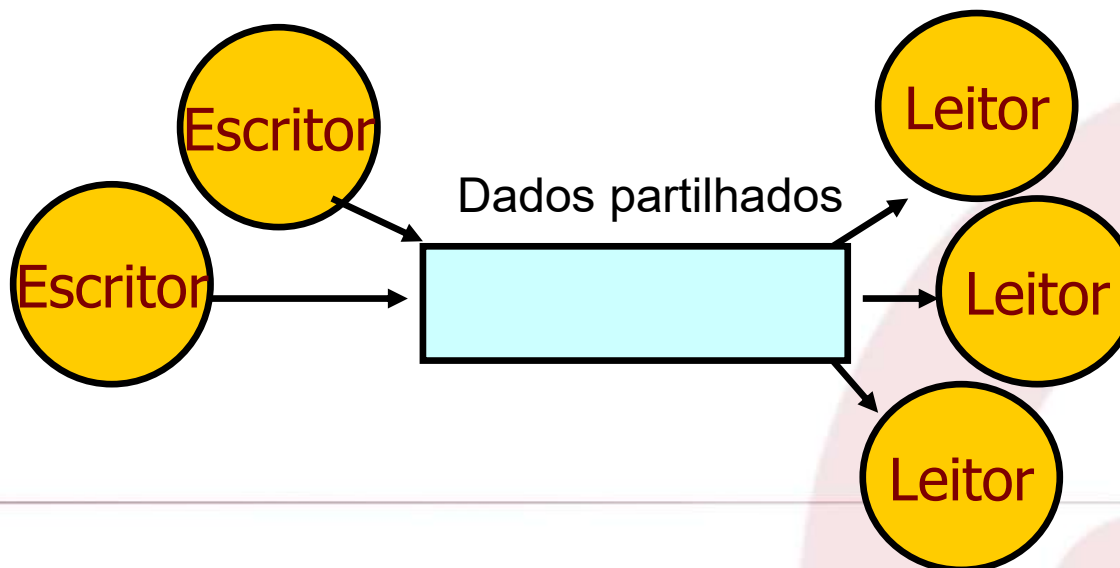 Escritor
Escritor
Dados partilhados
Leitor
Leitor
Leitor